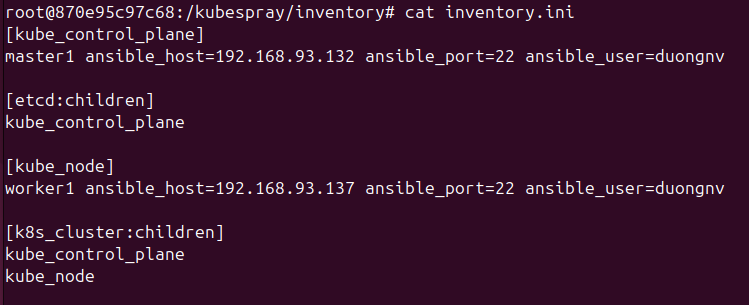 root@870e95c97c68:/kubespray/inventory# cat inventory.ini
[kube_control_plane]
master1 ansible_host=192.168.93.132 ansible_port=22 ansible_user=duongnv
[etcd:children]
kube_control_plane
[kube_node]
worker1 ansible_host=192.168.93.137 ansible_port=22 ansible_user=duongnv
[k8s_cluster:children]
kube_control_plane
kube_node